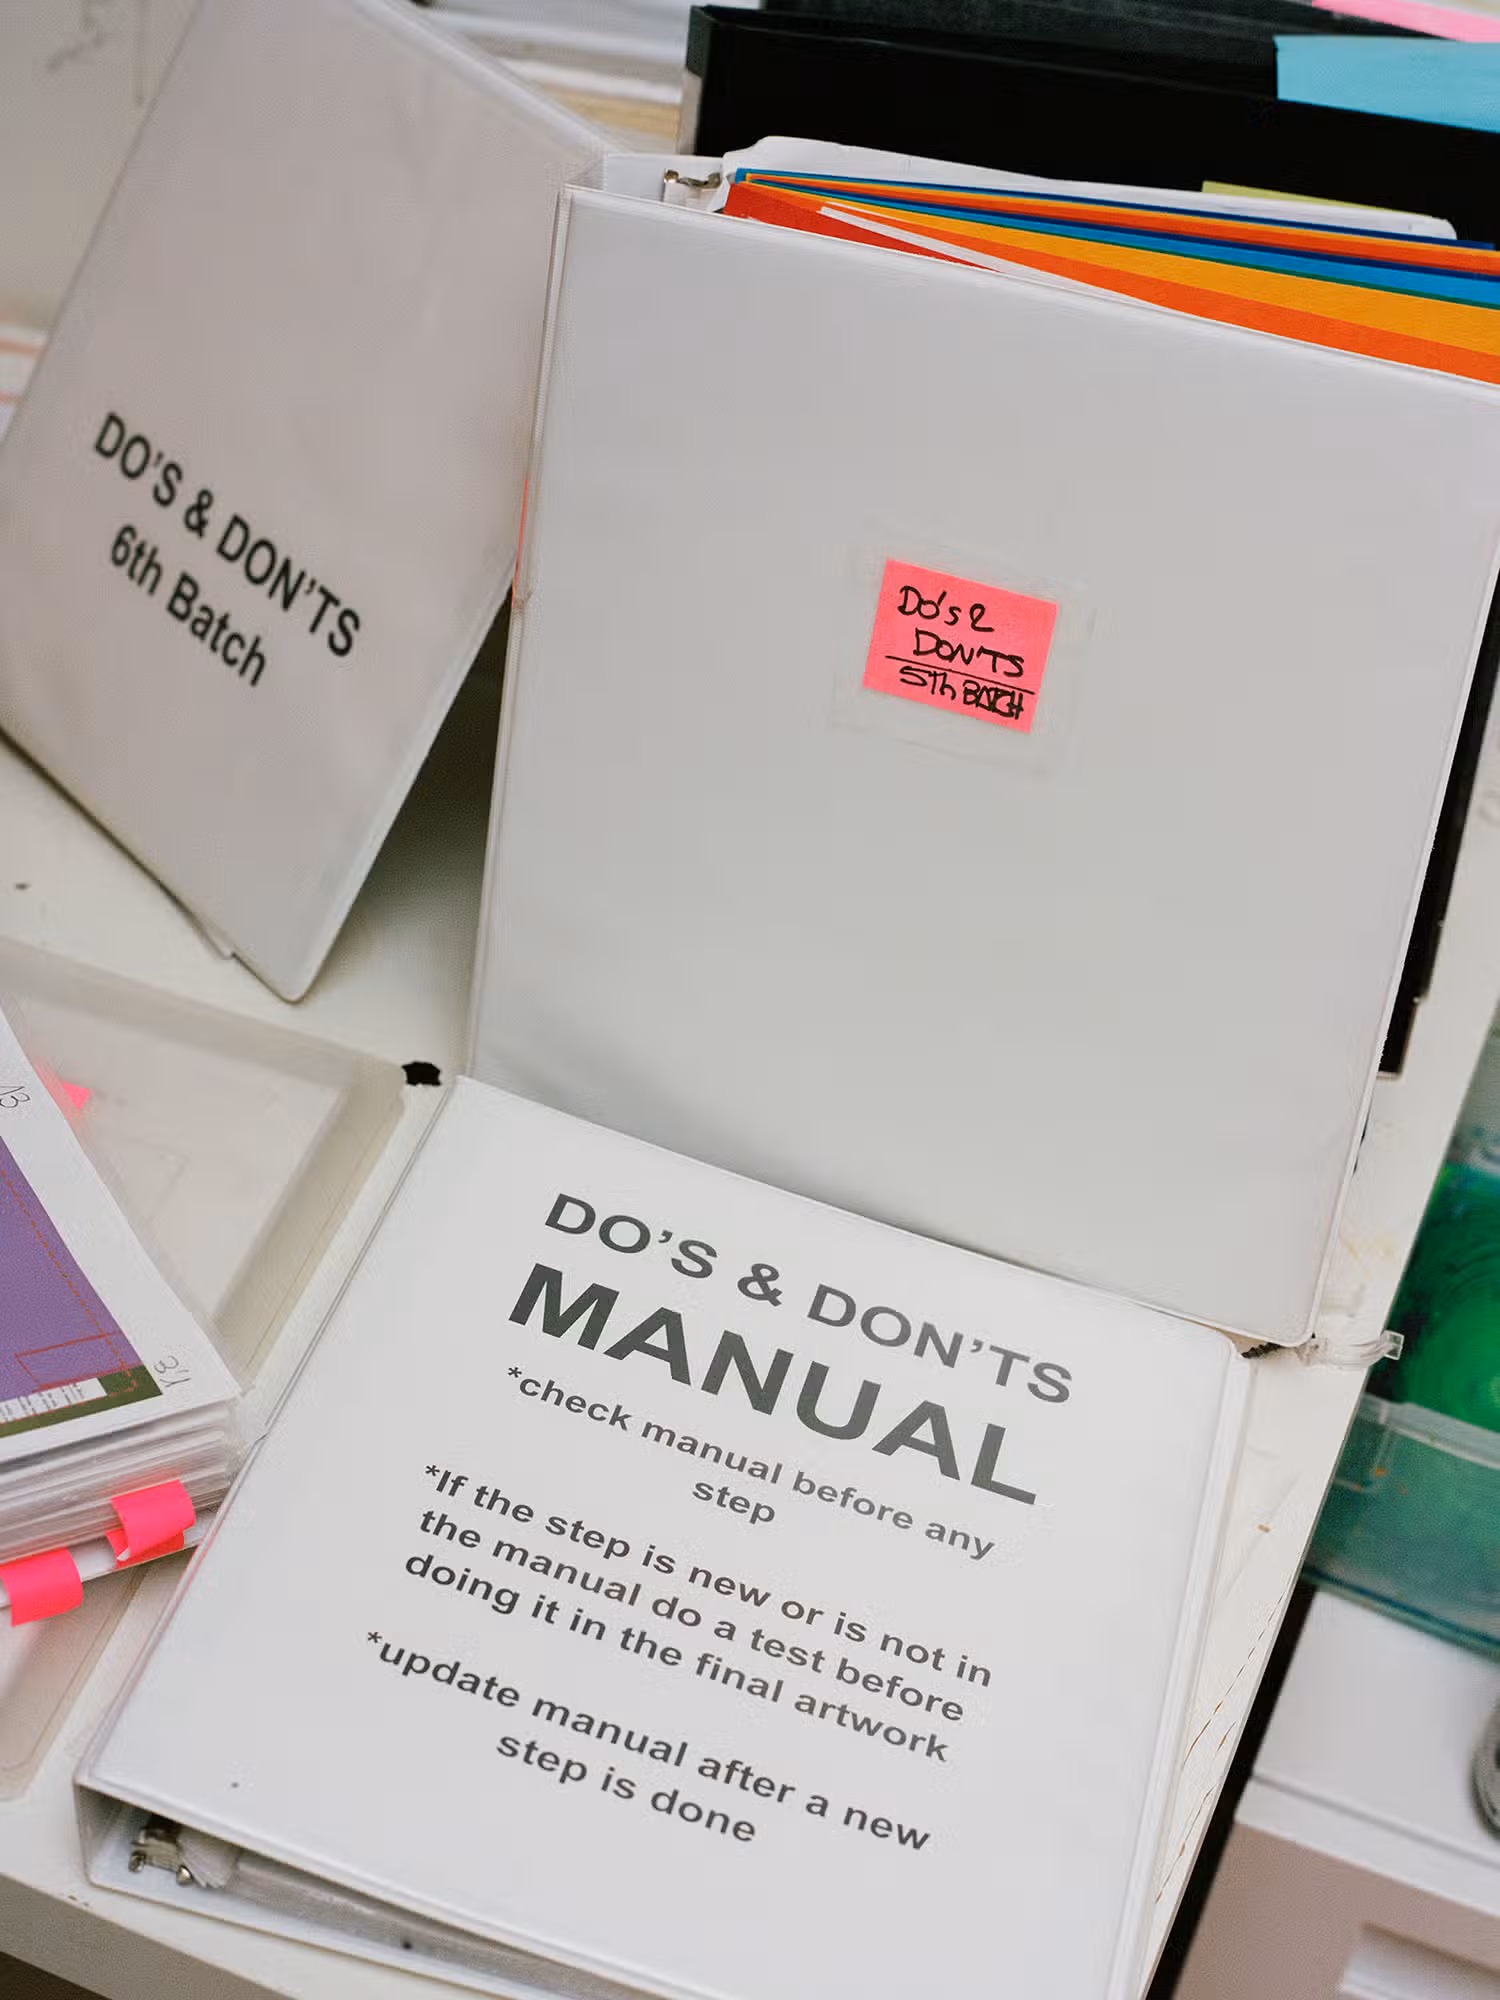 DO'S & DON'TS
6th Batch
Do's &
DON'TS
5Th BATCH
DO'S & DON'TS
MANUAL
*check manual before any
step
*If the step is new or is not in
the manual do a test before
doing it in the final artwork
*update manual after a new
step is done